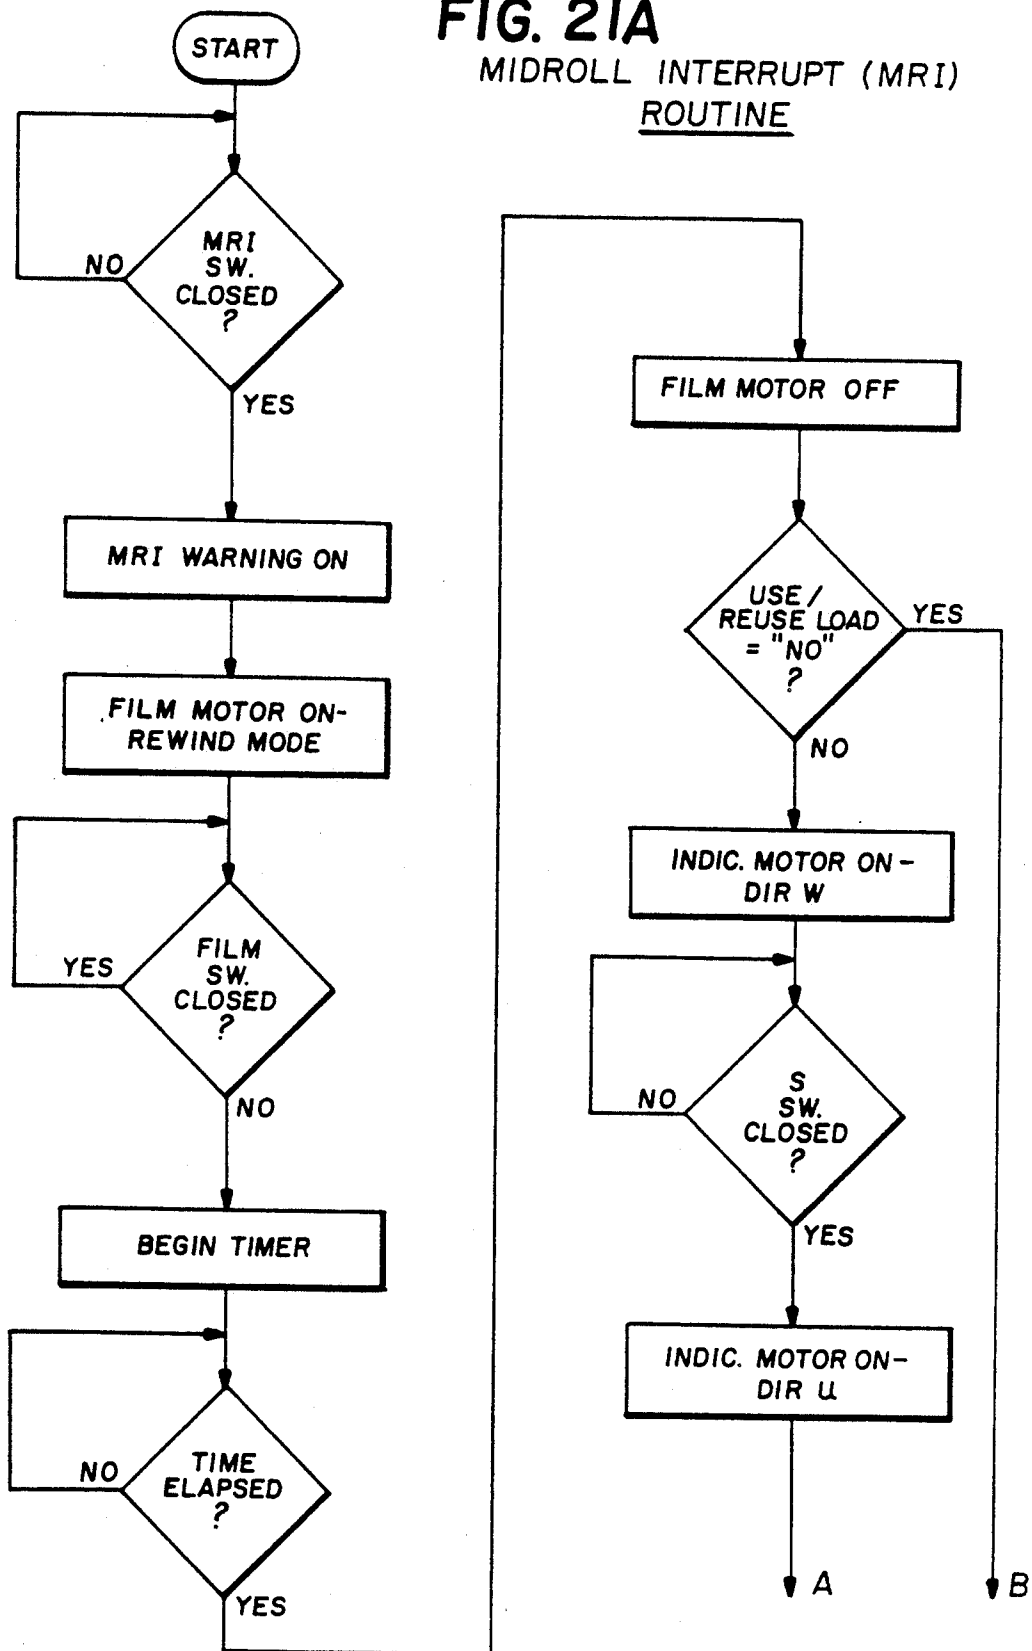 FIG. 21A
MIDROLL INTERRUPT (MRI)
ROUTINE
START
MRI
SW.
CLOSED
?
NO
YES
MRI WARNING ON
FILM MOTOR ON-
REWIND MODE
FILM
SW.
CLOSED
?
YES
NO
BEGIN TIMER
TIME
ELAPSED
?
NO
YES
FILM MOTOR OFF
USE/
REUSE LOAD
= "NO"
?
YES
NO
INDIC. MOTOR ON-
DIR W
S
SW.
CLOSED
?
NO
YES
INDIC. MOTOR ON-
DIR U
A
B